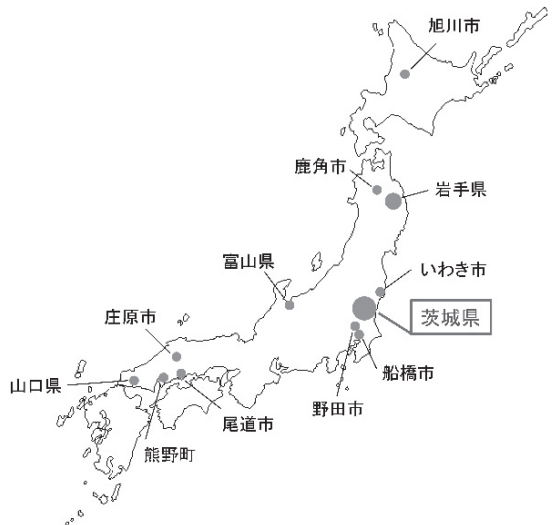 旭川市
鹿角市
岩手県
富山県
いわき市
茨城県
庄原市
船橋市
山口県
野田市
尾道市
熊野町